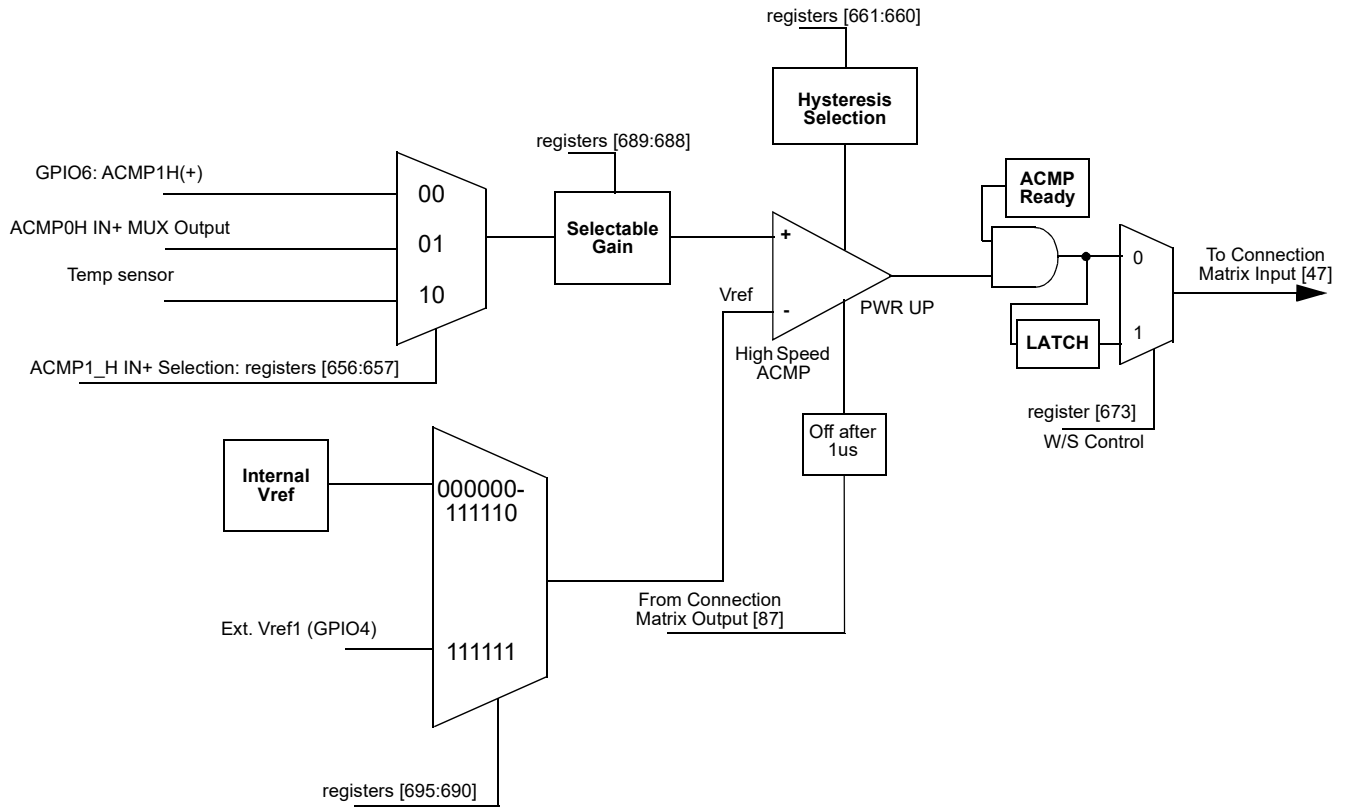 registers [661:660]
Hysteresis
Selection
registers [689:688]
GPIO6: ACMP1H(+)
00
ACMP0H IN+ MUX Output
01
Temp sensor
10
Selectable
Gain
ACMP
Ready
+
Vref
-
PWR UP
High Speed
ACMP
0
To Connection
Matrix Input [47]
LATCH
1
ACMP1_H IN+ Selection: registers [656:657]
register [673]
W/S Control
Off after
1us
Internal
Vref
000000-
111110
From Connection
Matrix Output [87]
Ext. Vref1 (GPIO4)
111111
registers [695:690]